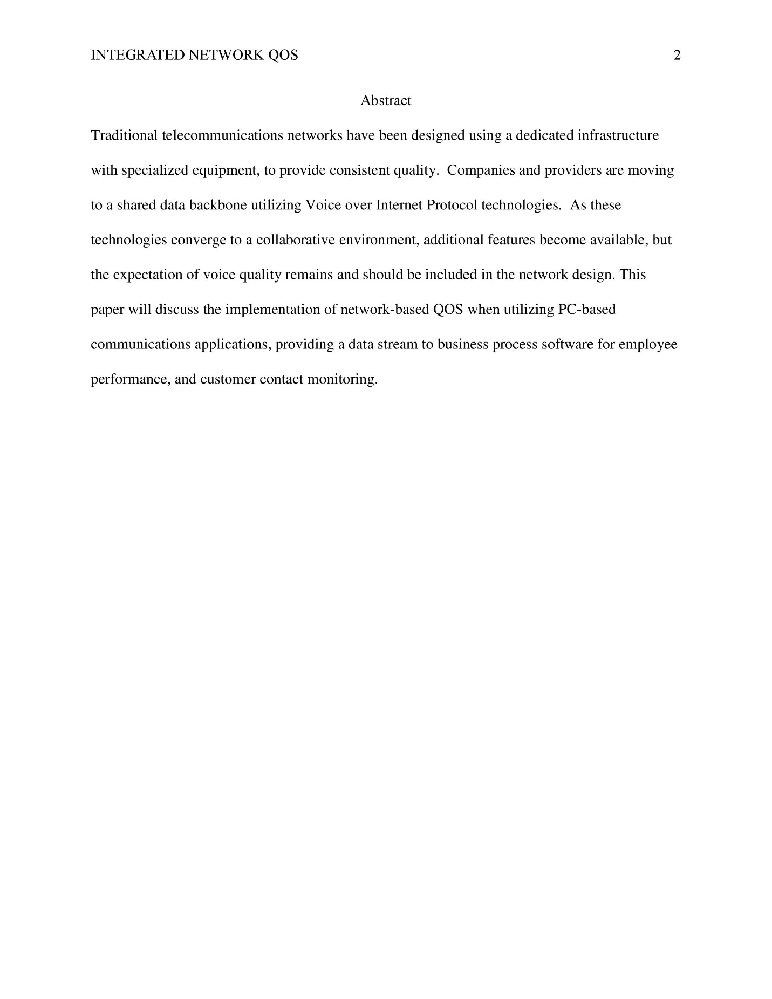 INTEGRATED NETWORK QOS 2
Abstract
Traditional telecommunications networks have been designed using a dedicated infrastructure
with specialized equipment, to provide consistent quality.  Companies and providers are moving
to a shared data backbone utilizing Voice over Internet Protocol technologies.  As these
technologies converge to a collaborative environment, additional features become available, but
the expectation of voice quality remains and should be included in the network design. This
paper will discuss the implementation of network-based QOS when utilizing PC-based
communications applications, providing a data stream to business process software for employee
performance, and customer contact monitoring.